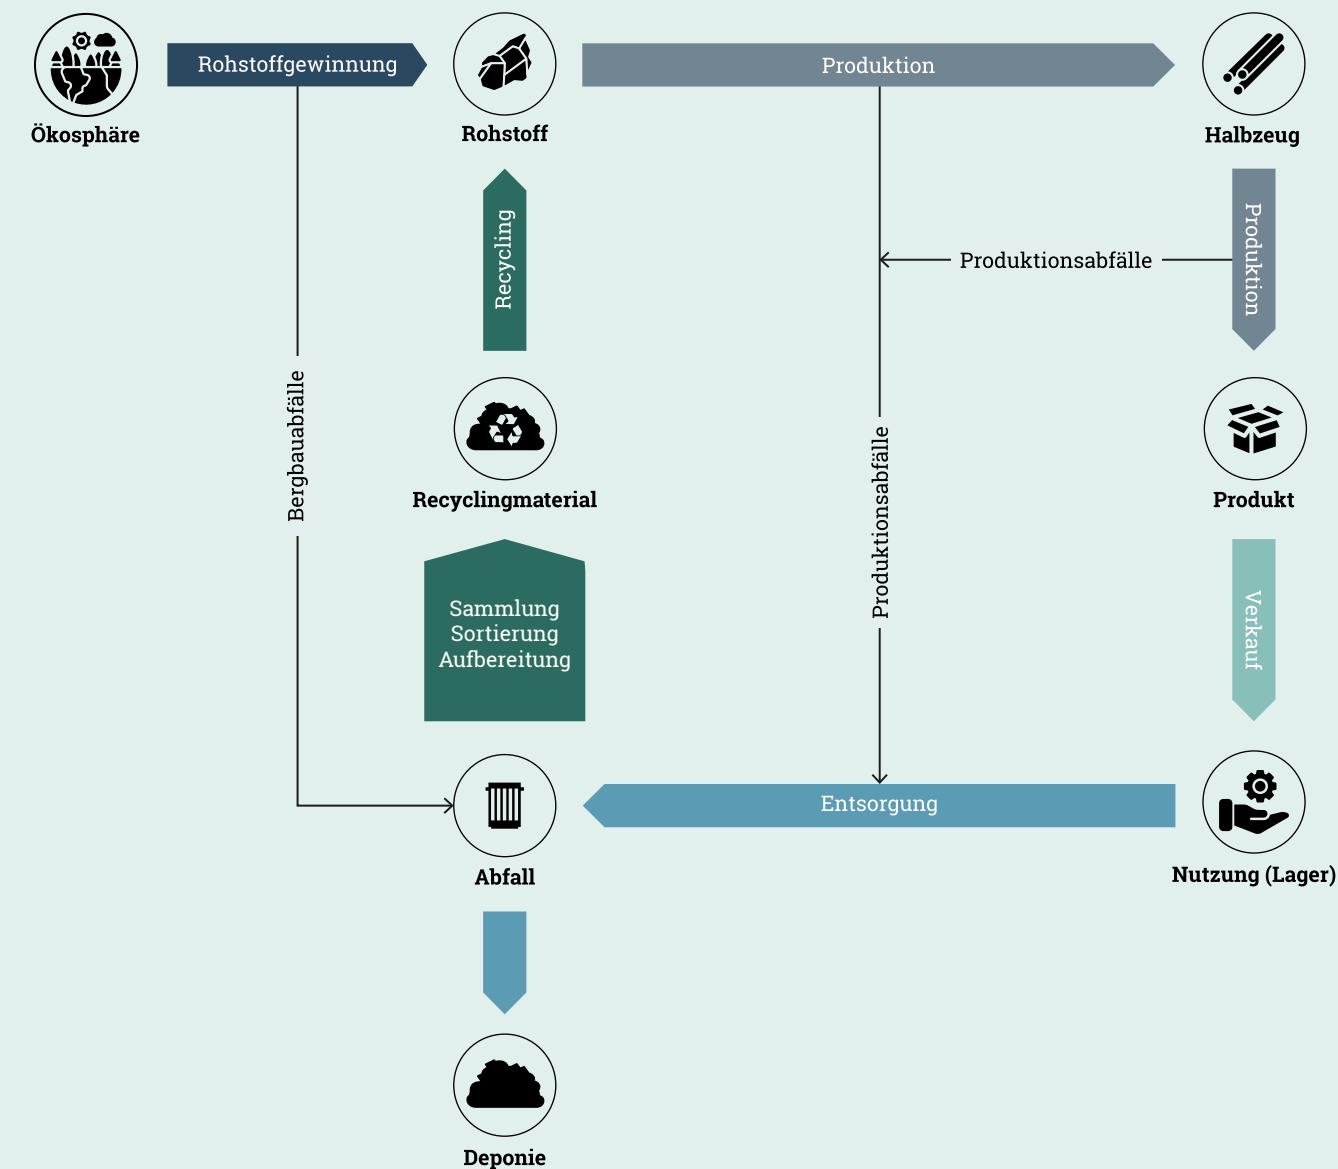 Rohstoffgewinnung
Produktion
Ökosphäre
Rohstoff
Halbzeug
Recycling
Produktion
Produktionsabfälle
Bergbauabfälle
Recyclingmaterial
Produktionsabfälle
Produkt
Sammlung
Sortierung
Aufbereitung
Verkauf
Entsorgung
Abfall
Nutzung (Lager)
Deponie